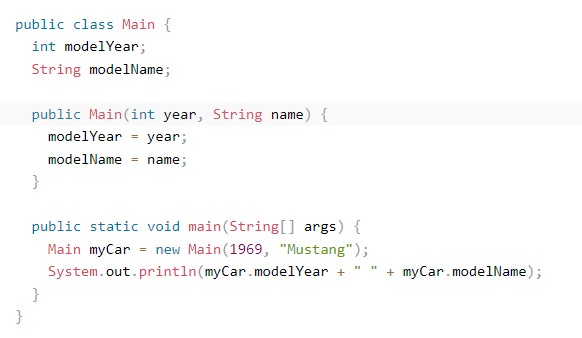 public class Main {
  int modelYear;
  String modelName;

  public Main(int year, String name) {
    modelYear = year;
    modelName = name;
  }

  public static void main(String[] args) {
    Main myCar = new Main(1969, "Mustang");
    System.out.println(myCar.modelYear + " " + myCar.modelName);
  }
}